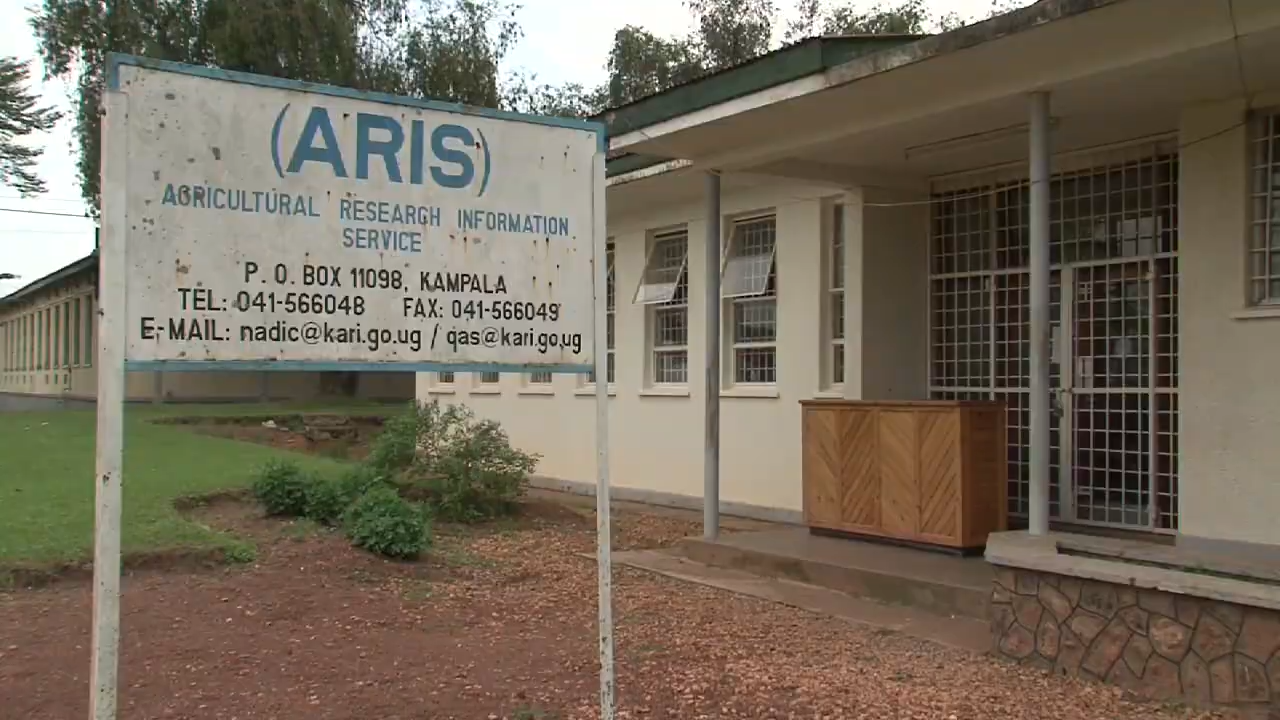 (ARIS)
AGRICULTURAL RESEARCH INFORMATION
SERVICE
P. O. BOX 11098, KAMPALA
TEL: 041-566048 FAX: 041-566049
E-MAIL: nadic@kari.go.ug / qas@kari.go.ug